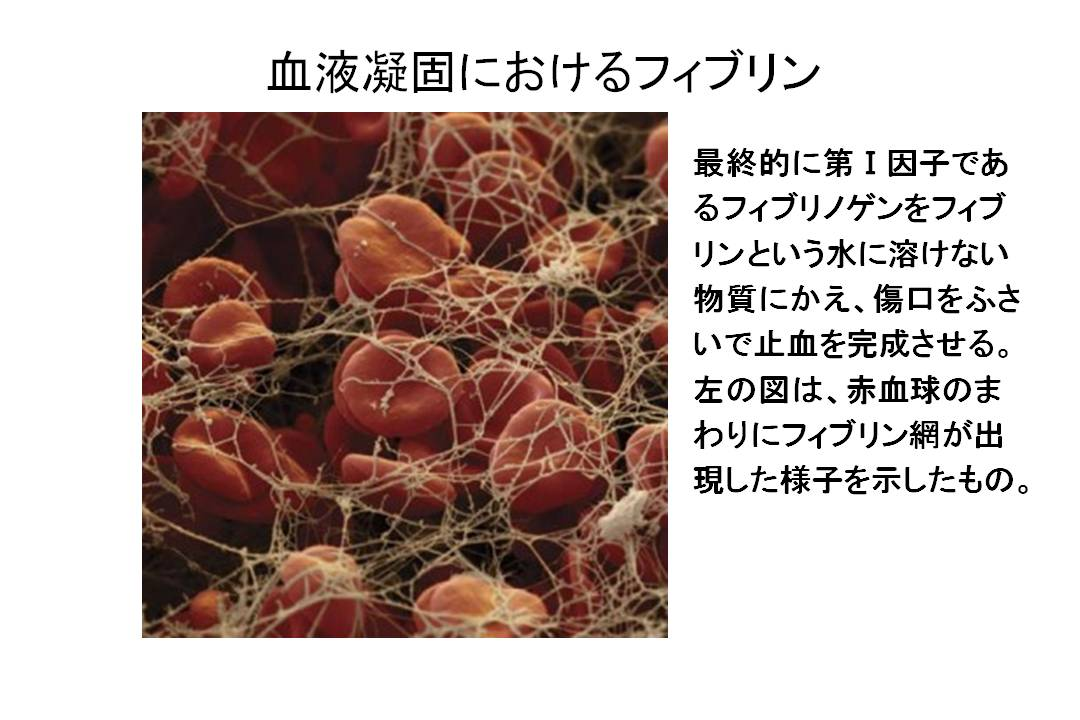 血液凝固におけるフィブリン
最終的に第Ⅰ因子であ
るフィブリノゲンをフィブ
リンという水に溶けない
物質にかえ、傷口をふさ
いで止血を完成させる。
左の図は、赤血球のま
わりにフィブリン網が出
現した様子を示したもの。